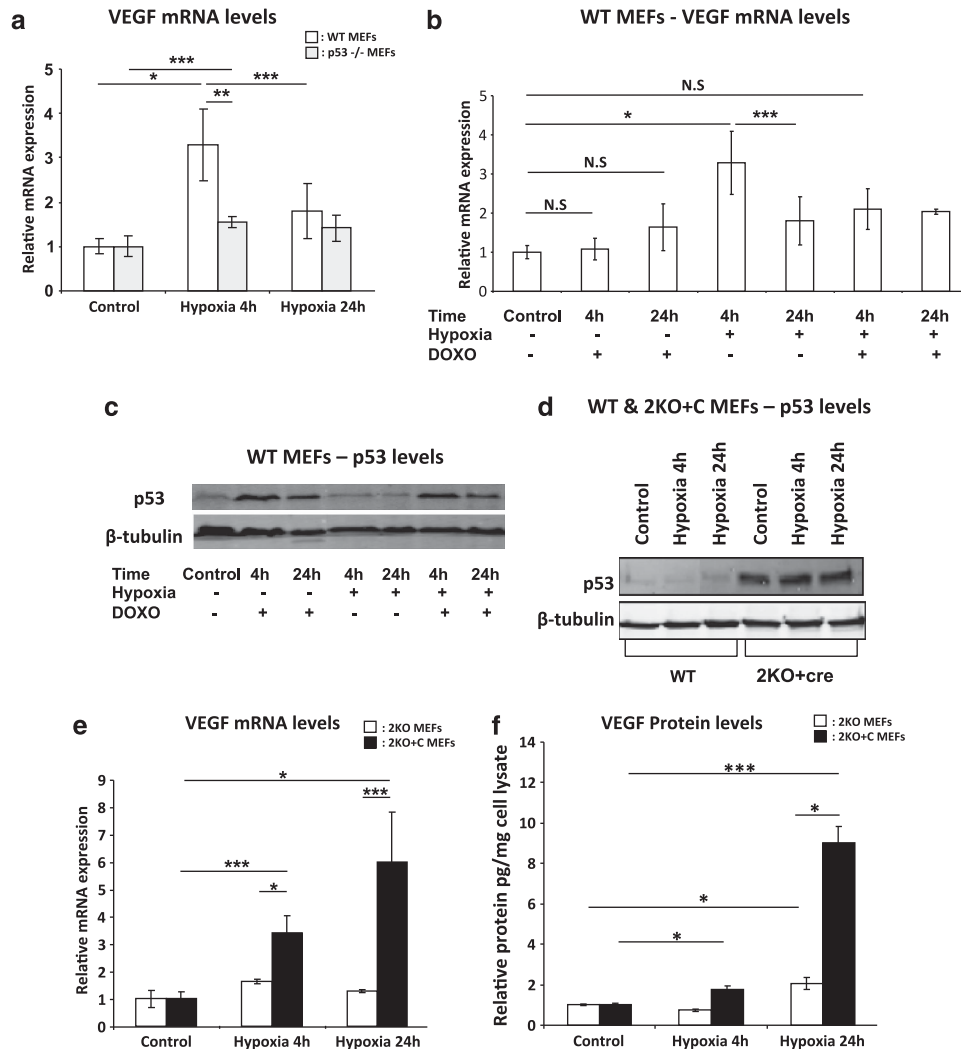 a
VEGF mRNA levels
: WT MEFs
: p53 -/- MEFs
Relative mRNA expression
5
4
3
2
1
0
***
*
***
**
Control Hypoxia 4h Hypoxia 24h
b
WT MEFs - VEGF mRNA levels
Relative mRNA expression
5
4
3
2
1
0
N.S
*
***
N.S
N.S
Time Control 4h 24h 4h 24h 4h 24h
Hypoxia - - - + + + +
DOXO - + + - - + +
c
WT MEFs – p53 levels
p53
β-tubulin
Time Control 4h 24h 4h 24h 4h 24h
Hypoxia - - - + + + +
DOXO - + + - - + +
d
WT & 2KO+C MEFs – p53 levels
Control
Hypoxia 4h
Hypoxia 24h
Control
Hypoxia 4h
Hypoxia 24h
p53
β-tubulin
WT 2KO+cre
e
VEGF mRNA levels
: 2KO MEFs
: 2KO+C MEFs
Relative mRNA expression
9
8
7
6
5
4
3
2
1
0
*
***
***
*
Control Hypoxia 4h Hypoxia 24h
f
VEGF Protein levels
: 2KO MEFs
: 2KO+C MEFs
Relative protein pg/mg cell lysate
14
12
10
8
6
4
2
0
***
*
*
*
Control Hypoxia 4h Hypoxia 24h